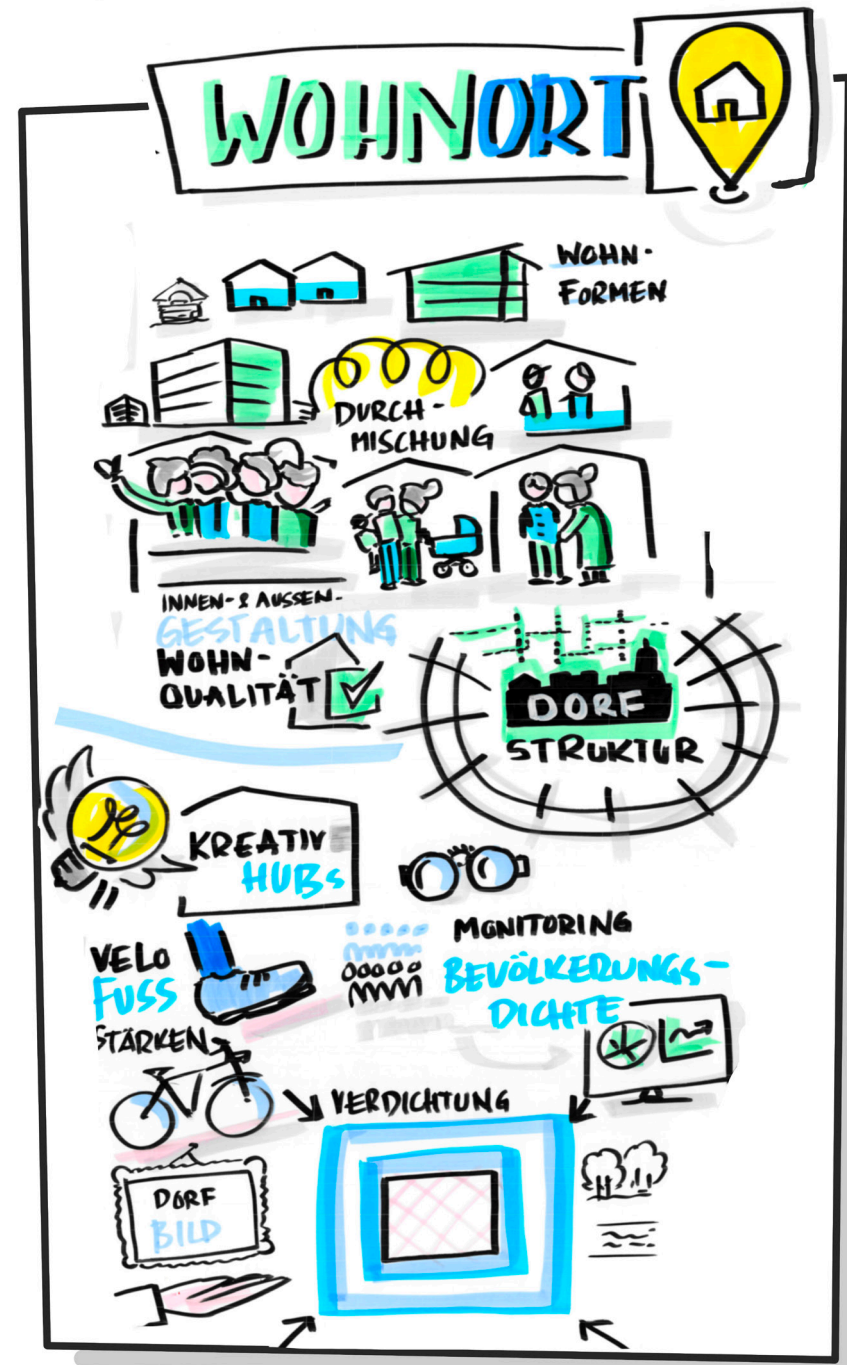 WOHNORT
WOHN-
FORMEN
DURCH-
MISCHUNG
INNEN- & AUSSEN-
GESTALTUNG
WOHN-
QUALITÄT
DORF
STRUKTUR
KREATIV
HUBs
VELO
FUSS
STÄRKEN
MONITORING
BEVÖLKERUNGS-
DICHTE
VERDICHTUNG
DORF
BILD